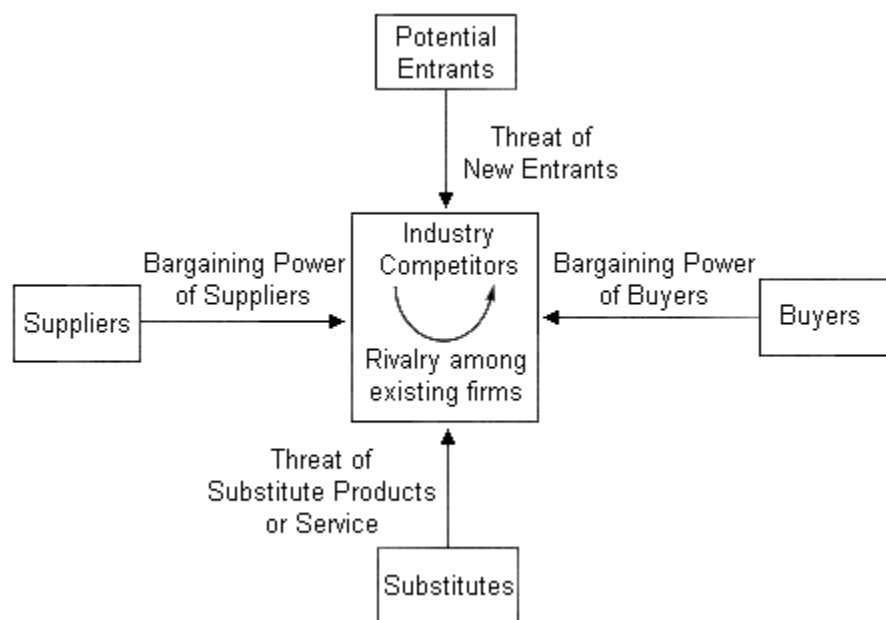 Potential
Entrants
Threat of
New Entrants
Industry
Competitors
Bargaining Power
of Suppliers
Bargaining Power
of Buyers
Suppliers
Buyers
Rivalry among
existing firms
Threat of
Substitute Products
or Service
Substitutes